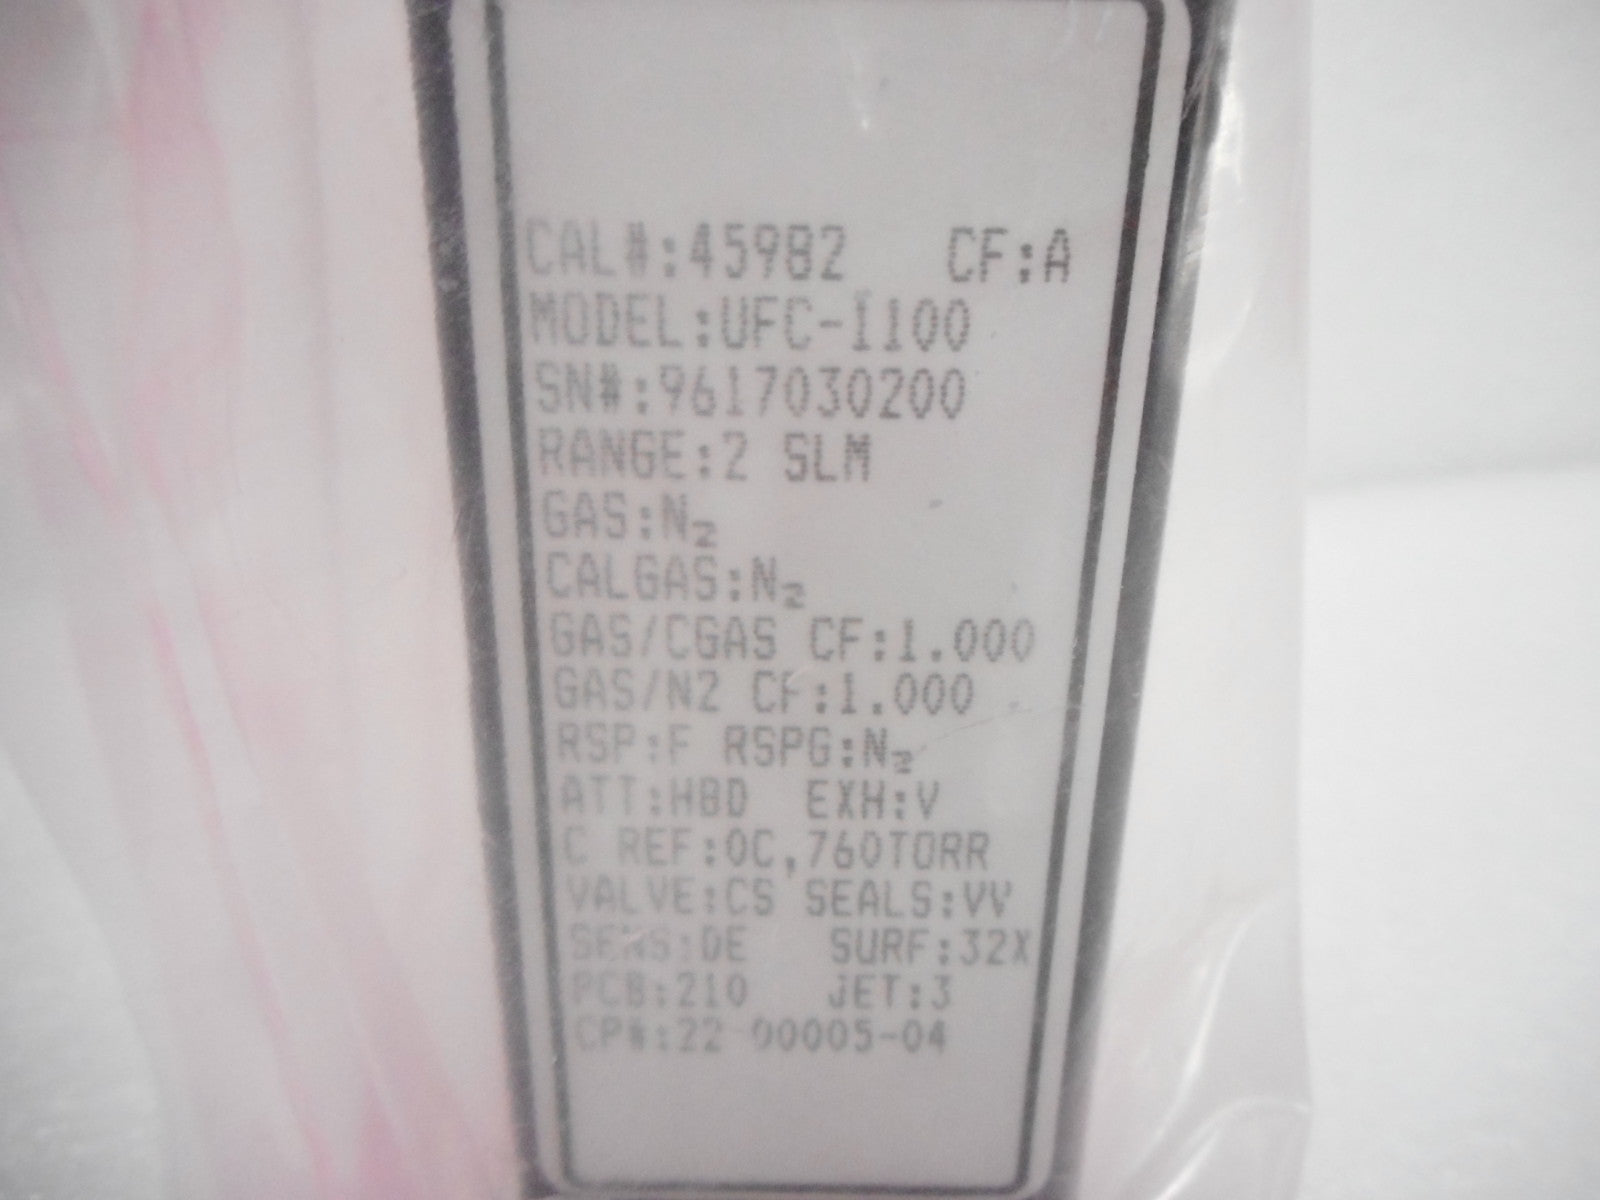 CAL#:45982 CF:A
MODEL:UFC-1100
SN#:9617030200
RANGE:2 SLM
GAS:N₂
CALGAS:N₂
GAS/CGAS CF:1.000
GAS/N2 CF:1.000
RSP:F RSPG:N₂
ATT:HBD EXH:V
C REF:0C,760TORR
VALVE:CS SEALS:VV
SENS:DE SURF:32X
PCB:210 JET:3
CP#:22 00005-04